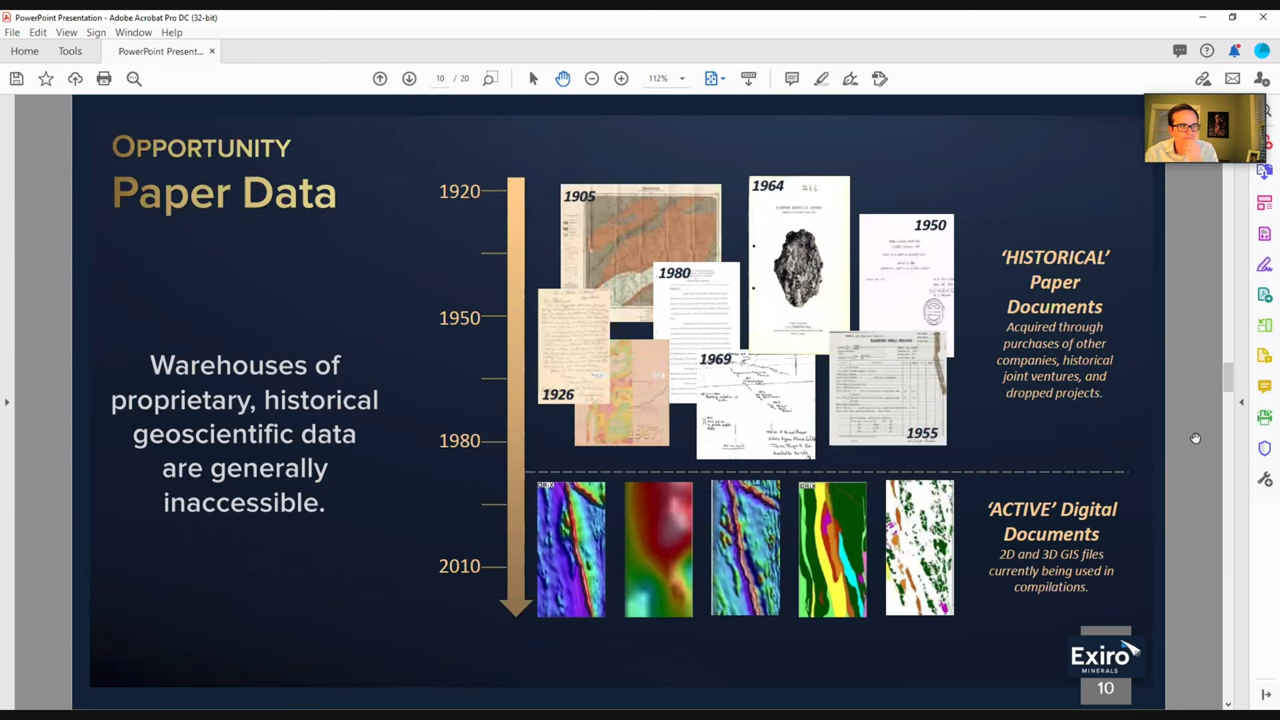 PowerPoint Presentation - Adobe Acrobat Pro DC (32-bit)
File Edit View Sign Window Help
Home Tools PowerPoint Present... ×
10 / 20 112%
OPPORTUNITY
Paper Data
Warehouses of
proprietary, historical
geoscientific data
are generally
inaccessible.
1920
1950
1980
2010
1905
1964
1950
1980
1926
1969
1955
DIAMOND DRILL RECORD
‘HISTORICAL’
Paper
Documents
Acquired through
purchases of other
companies, historical
joint ventures, and
dropped projects.
‘ACTIVE’ Digital
Documents
2D and 3D GIS files
currently being used in
compilations.
Exiro
MINERALS
10